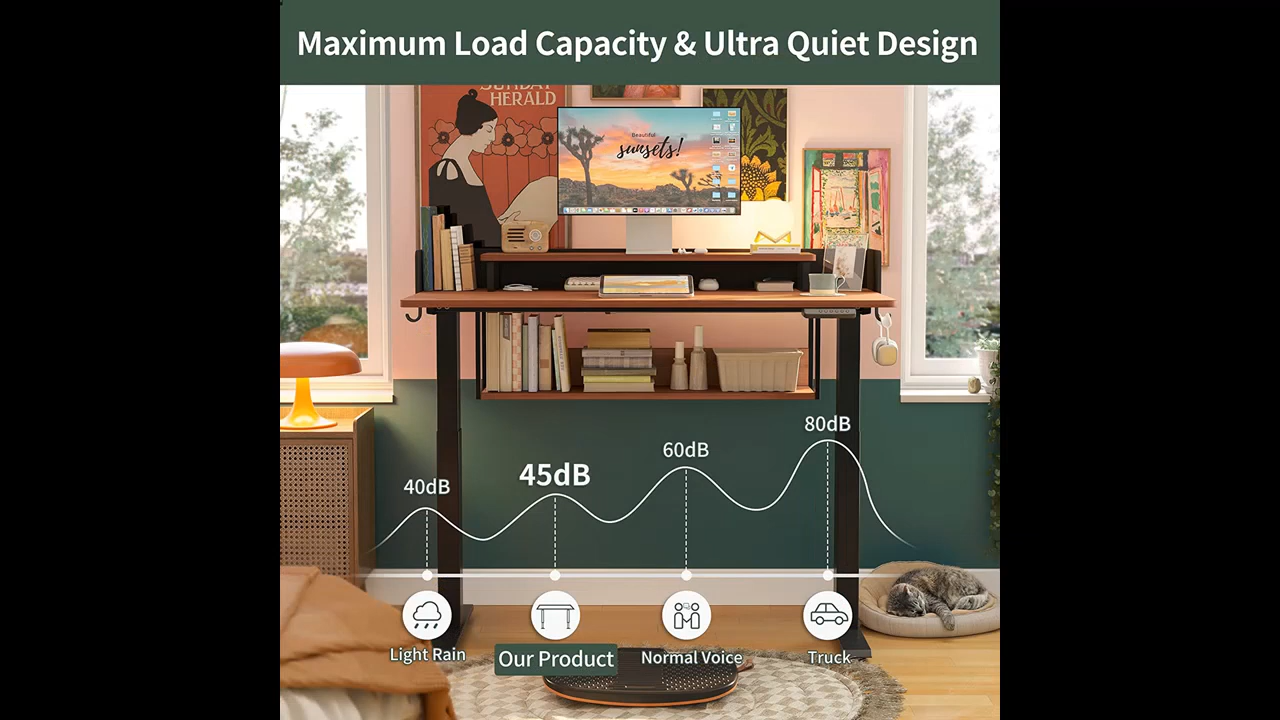 Maximum Load Capacity & Ultra Quiet Design
SUNDAY
HERALD
Beautiful
sunsets!
80dB
60dB
45dB
40dB
Light Rain
Our Product
Normal Voice
Truck